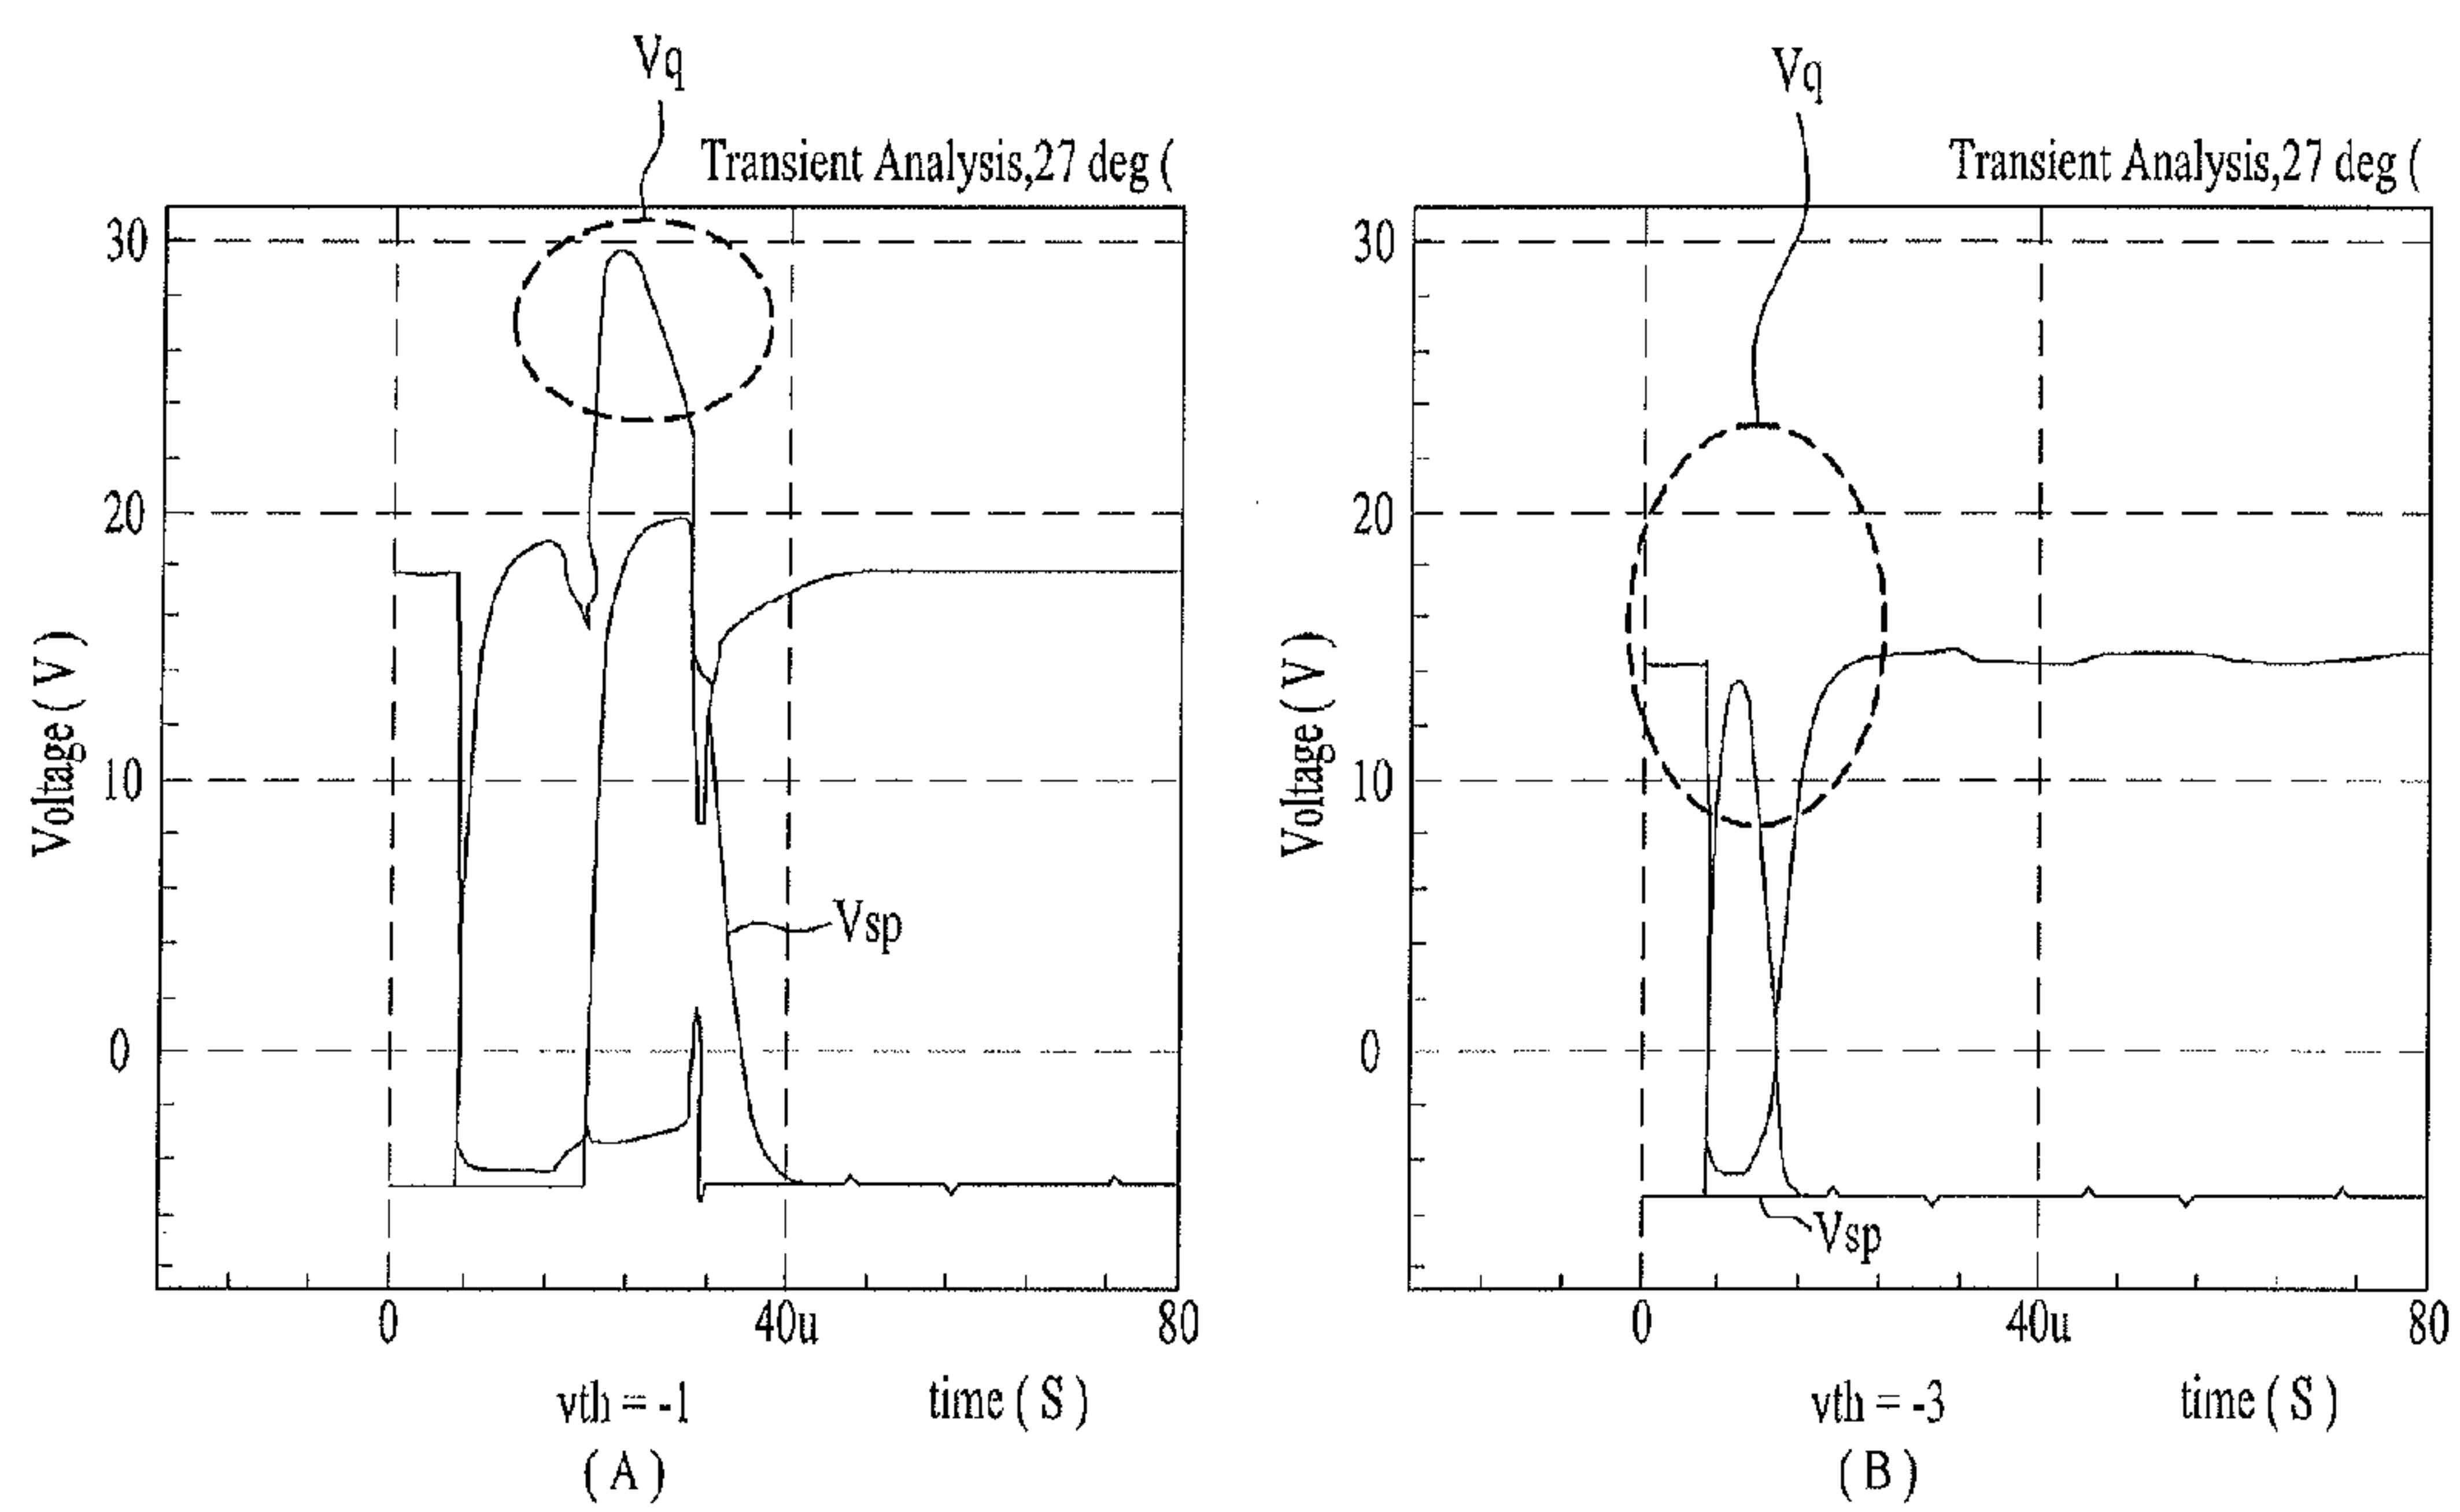 Vq
Transient Analysis,27 deg (
30
20
10
0
Voltage ( V )
Vsp
0
40u
80
vth = -1
time ( S )
( A )
Vq
Transient Analysis,27 deg (
30
20
10
0
Voltage ( V )
Vsp
0
40u
80
vth = -3
time ( S )
( B )